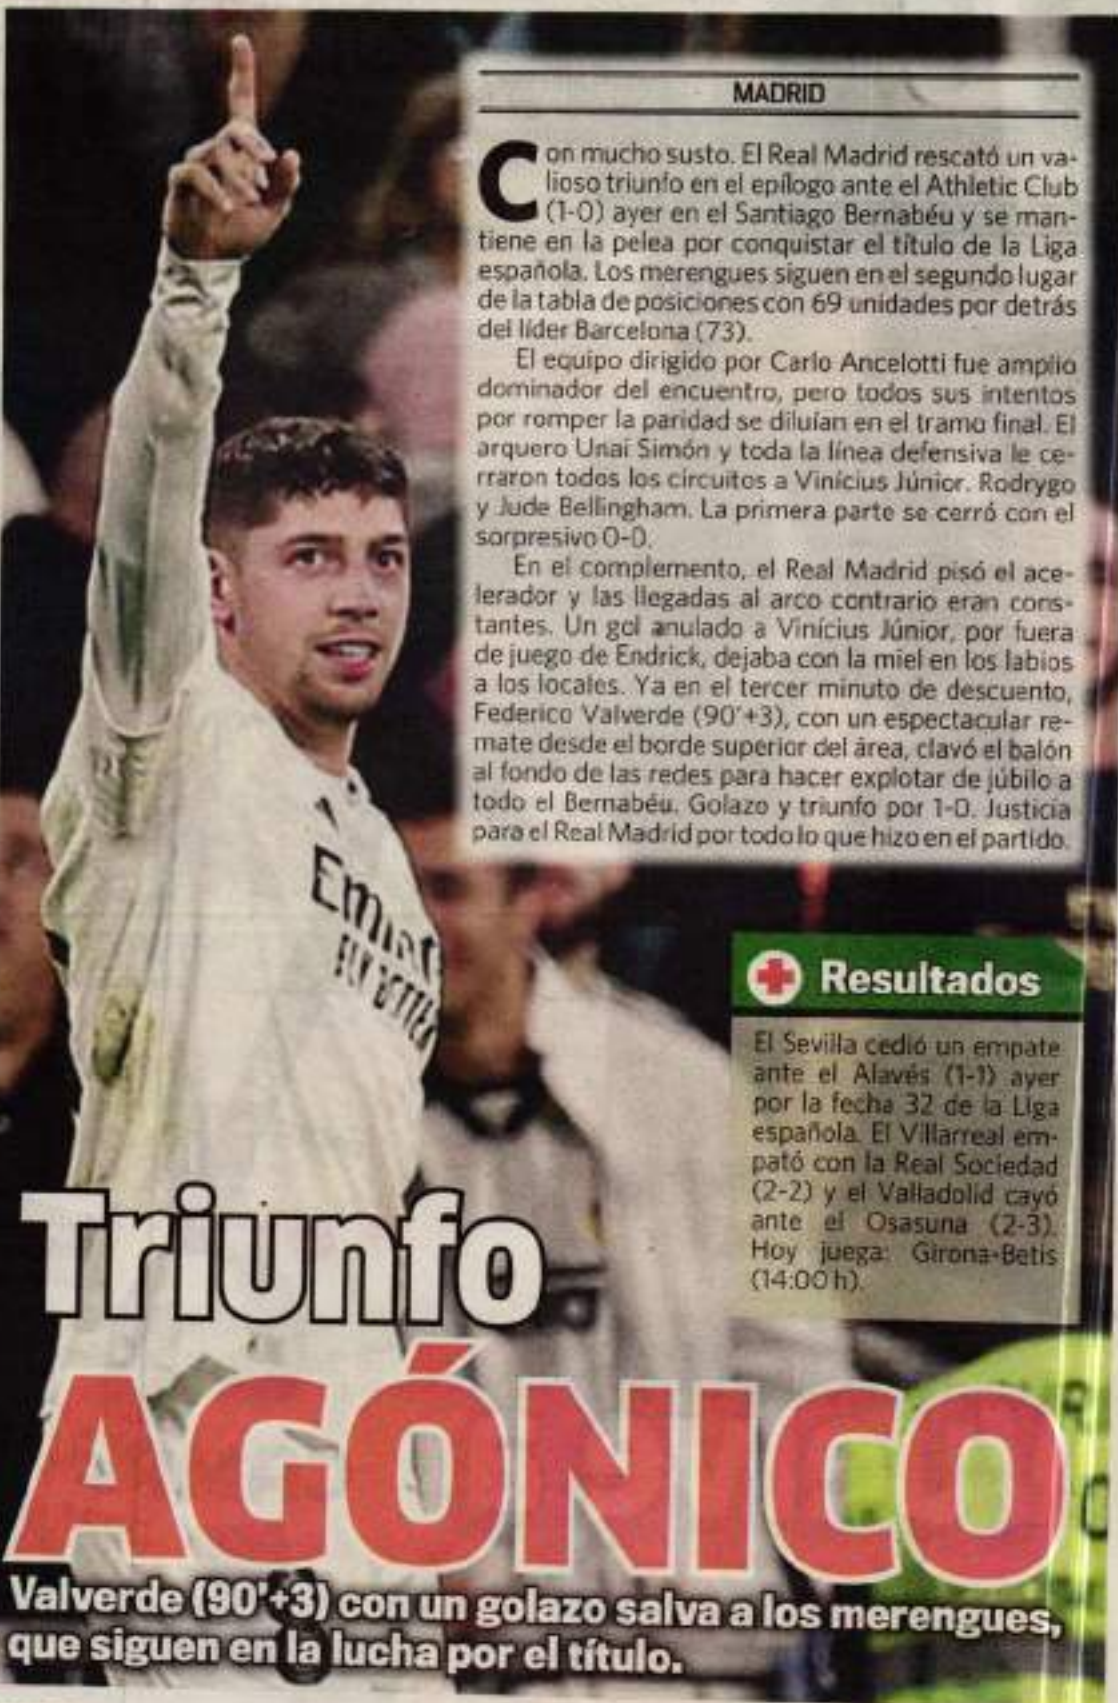 MADRID
Con mucho susto. El Real Madrid rescató un va-
lioso triunfo en el epílogo ante el Athletic Club
(1-0) ayer en el Santiago Bernabéu y se man-
tiene en la pelea por conquistar el título de la Liga
española. Los merengues siguen en el segundo lugar
de la tabla de posiciones con 69 unidades por detrás
del líder Barcelona (73).
El equipo dirigido por Carlo Ancelotti fue amplio
dominador del encuentro, pero todos sus intentos
por romper la paridad se diluían en el tramo final. El
arquero Unai Simón y toda la línea defensiva le ce-
rraron todos los circuitos a Vinícius Júnior. Rodrygo
y Jude Bellingham. La primera parte se cerró con el
sorpresivo 0-0.
En el complemento, el Real Madrid pisó el ace-
lerador y las llegadas al arco contrario eran cons-
tantes. Un gol anulado a Vinícius Júnior, por fuera
de juego de Endrick, dejaba con la miel en los labios
a los locales. Ya en el tercer minuto de descuento,
Federico Valverde (90'+3), con un espectacular re-
mate desde el borde superior del área, clavó el balón
al fondo de las redes para hacer explotar de júbilo a
todo el Bernabéu. Golazo y triunfo por 1-0. Justicia
para el Real Madrid por todo lo que hizo en el partido.
Resultados
El Sevilla cedió un empate
ante el Alavés (1-1) ayer
por la fecha 32 de la Liga
española. El Villarreal em-
pató con la Real Sociedad
(2-2) y el Valladolid cayó
ante el Osasuna (2-3).
Hoy juega: Girona-Betis
(14:00 h).
Triunfo
AGÓNICO
Valverde (90'+3) con un golazo salva a los merengues,
que siguen en la lucha por el título.